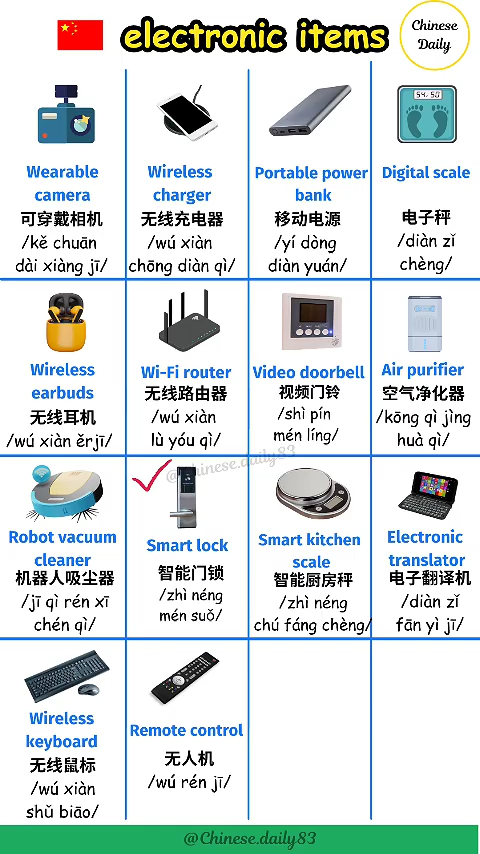 electronic items
Chinese
Daily
Wearable
camera
可穿戴相机
/kě chuān
dài xiàng jī/
Wireless
charger
无线充电器
/wú xiàn
chōng diàn qì/
Portable power
bank
移动电源
/yí dòng
diàn yuán/
54.50
Digital scale
电子秤
/diàn zǐ
chèng/
Wireless
earbuds
无线耳机
/wú xiàn ěrjī/
Wi-Fi router
无线路由器
/wú xiàn
lù yóu qì/
Video doorbell
视频门铃
/shì pín
mén líng/
Air purifier
空气净化器
/kōng qì jìng
huà qì/
@Chinese.daily83
Robot vacuum
cleaner
机器人吸尘器
/jī qì rén xī
chén qì/
Smart lock
智能门锁
/zhì néng
mén suǒ/
Smart kitchen
scale
智能厨房秤
/zhì néng
chú fáng chèng/
Electronic
translator
电子翻译机
/diàn zǐ
fān yì jī/
Wireless
keyboard
无线鼠标
/wú xiàn
shǔ biāo/
Remote control
无人机
/wú rén jī/
@Chinese.daily83